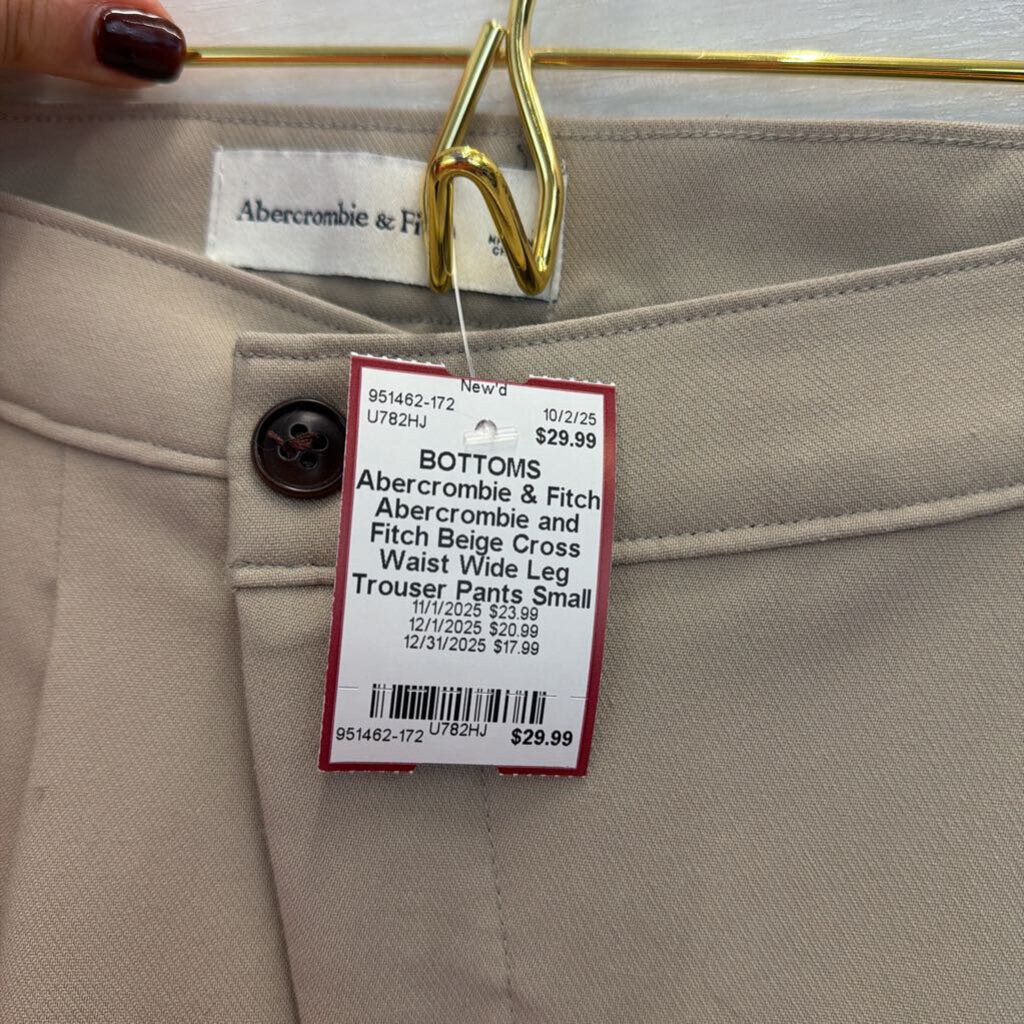 Abercrombie & Fi
New'd
951462-172
10/2/25
U782HJ
$29.99
BOTTOMS
Abercrombie & Fitch
Abercrombie and
Fitch Beige Cross
Waist Wide Leg
Trouser Pants Small
11/1/2025 $23.99
12/1/2025 $20.99
12/31/2025 $17.99
951462-172 U782HJ $29.99